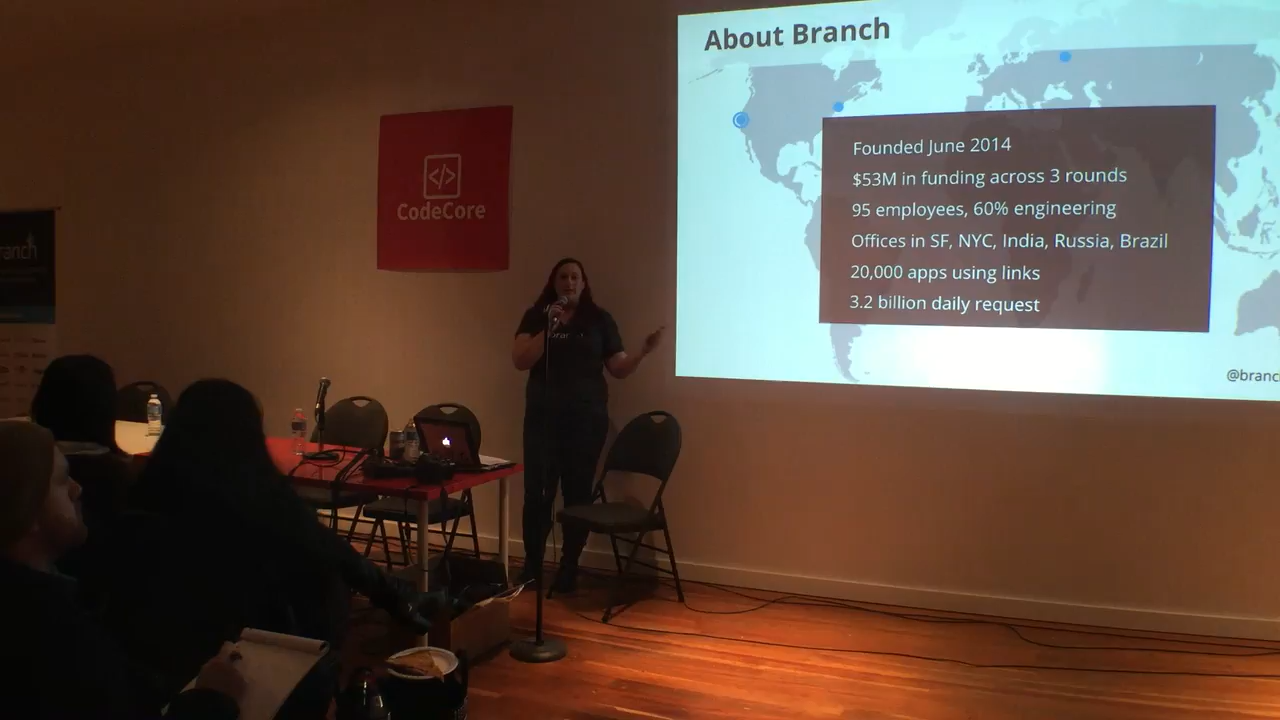 About Branch
Founded June 2014
$53M in funding across 3 rounds
95 employees, 60% engineering
Offices in SF, NYC, India, Russia, Brazil
20,000 apps using links
3.2 billion daily request
@branc
</>
CodeCore
ranch